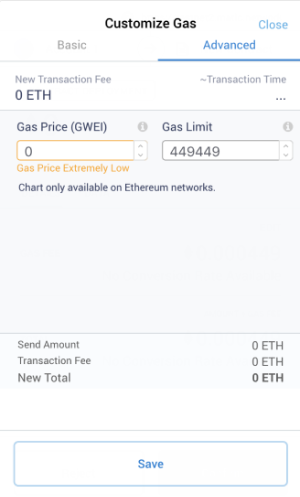 Customize Gas Close
Basic Advanced
New Transaction Fee ~Transaction Time
0 ETH ...
Gas Price (GWEI) Gas Limit
0 449449
Gas Price Extremely Low
Chart only available on Ethereum networks.
Send Amount 0 ETH
Transaction Fee 0 ETH
New Total 0 ETH
Save